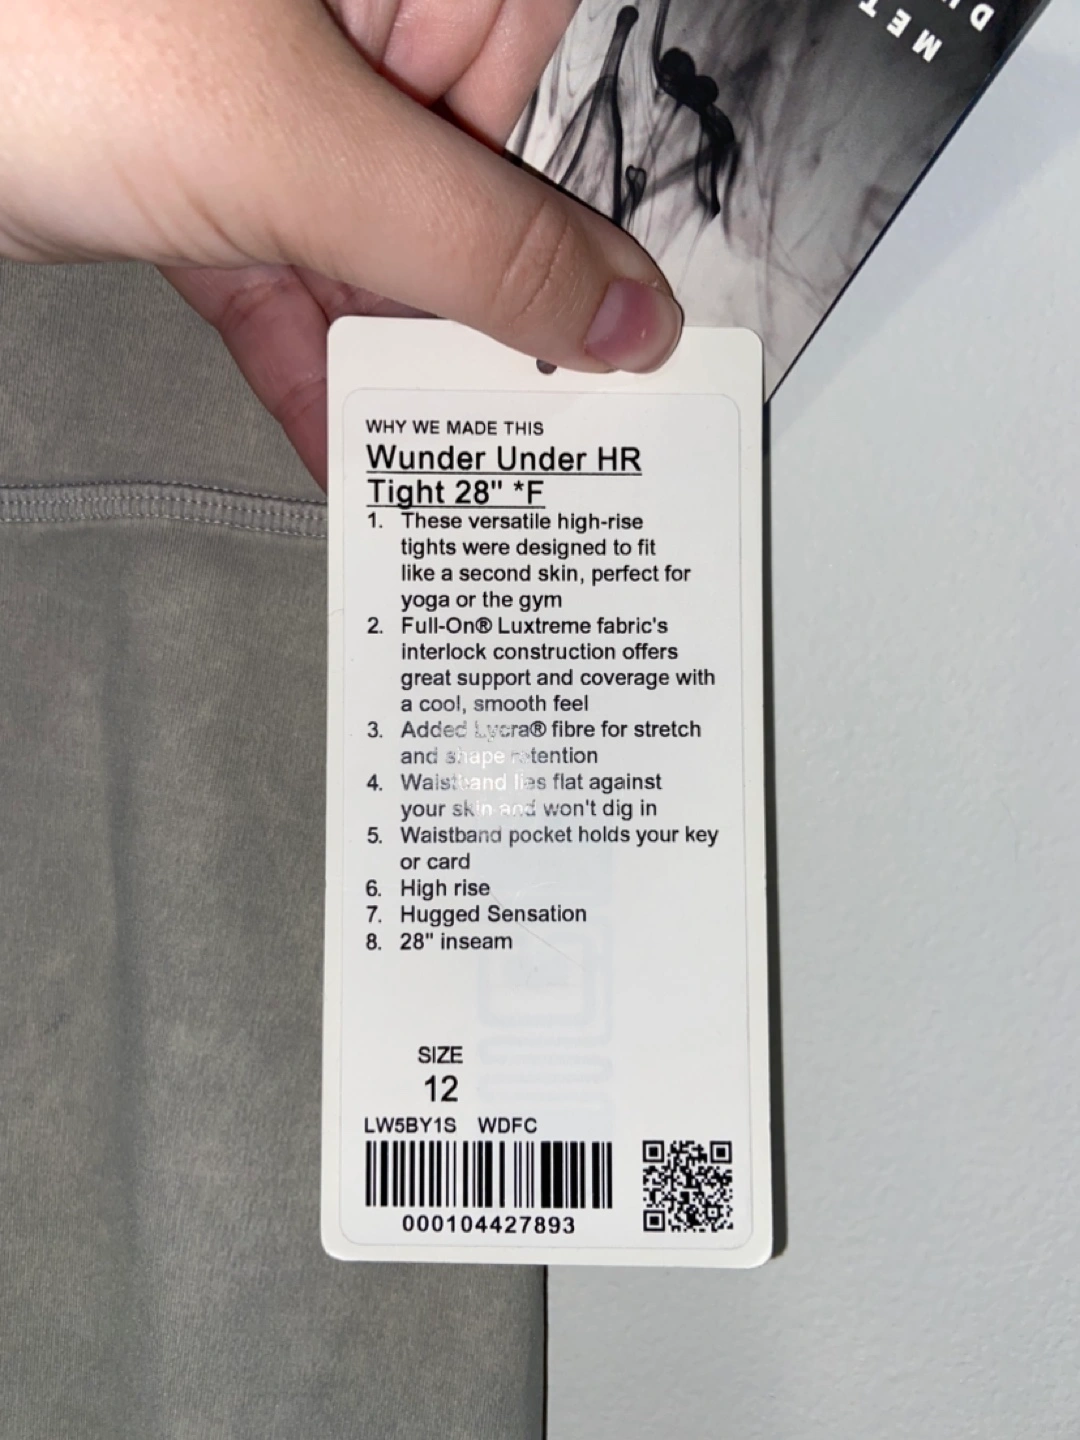 MET
D
WHY WE MADE THIS
Wunder Under HR
Tight 28" *F
1. These versatile high-rise
tights were designed to fit
like a second skin, perfect for
yoga or the gym
2. Full-On® Luxtreme fabric's
interlock construction offers
great support and coverage with
a cool, smooth feel
3. Added Lycra® fibre for stretch
and shape retention
4. Waistband lies flat against
your skin and won't dig in
5. Waistband pocket holds your key
or card
6. High rise
7. Hugged Sensation
8. 28" inseam
SIZE
12
LW5BY1S WDFC
000104427893